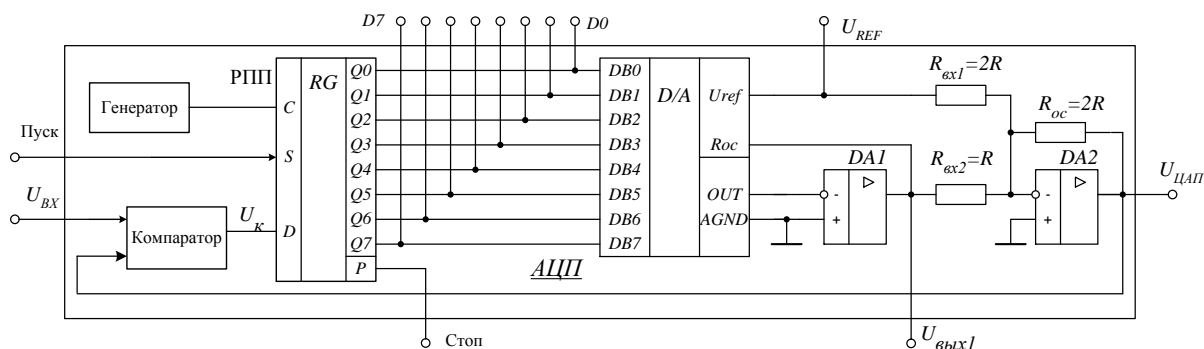 D7 D0 U_REF
РПП
RG
Q0 Q1 Q2 Q3 Q4 Q5 Q6 Q7 P
C S D
Генератор
Пуск
U_ВХ
Компаратор
U_к
DB0 DB1 DB2 DB3 DB4 DB5 DB6 DB7
D/A
Uref
Roc
OUT
AGND
R_вх1=2R
R_ос=2R
DA1
R_вх2=R
DA2
- +
- +
U_ЦАП
АЦП
Стоп
U_вых1